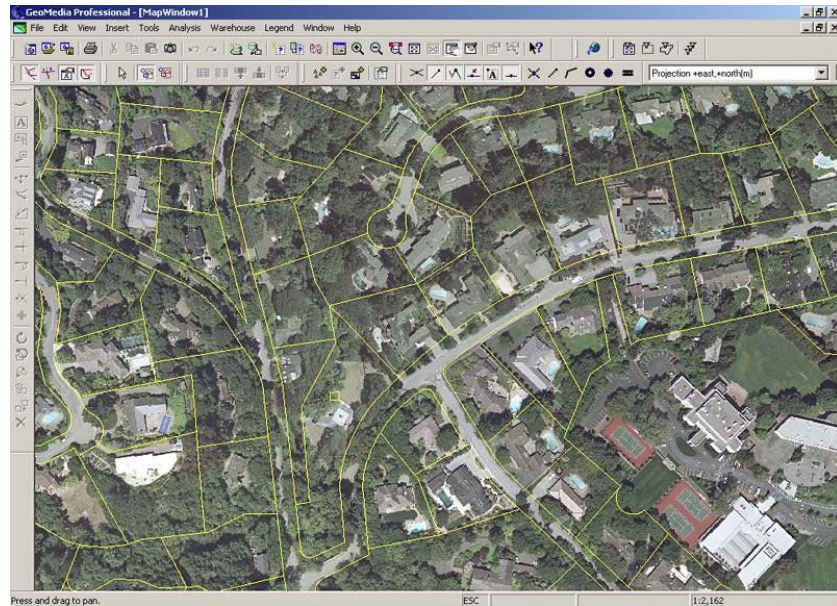 GeoMedia Professional - [MapWindow1]
File Edit View Insert Tools Analysis Warehouse Legend Window Help
Projection +east,+north(m)
Press and drag to pan.
ESC
1:2,162